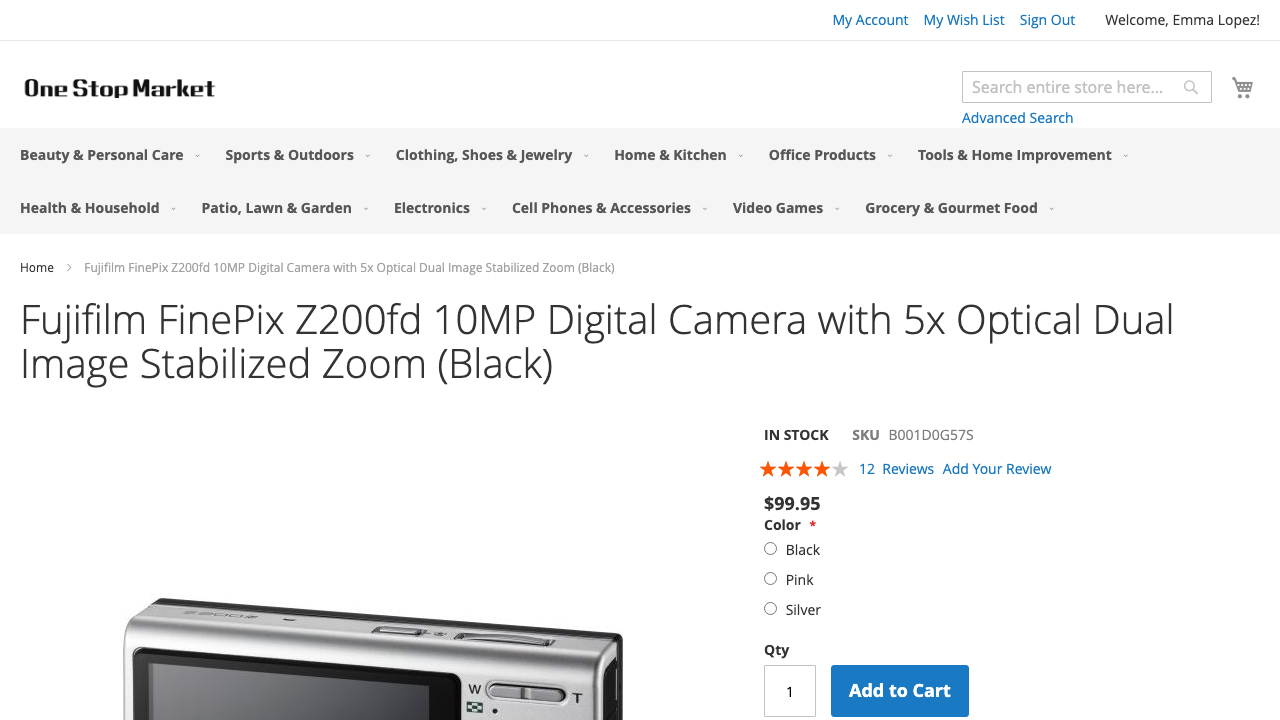 My Account My Wish List Sign Out Welcome, Emma Lopez!
One Stop Market
Search entire store here...
Advanced Search
Beauty & Personal Care Sports & Outdoors Clothing, Shoes & Jewelry Home & Kitchen Office Products Tools & Home Improvement
Health & Household Patio, Lawn & Garden Electronics Cell Phones & Accessories Video Games Grocery & Gourmet Food
Home Fujifilm FinePix Z200fd 10MP Digital Camera with 5x Optical Dual Image Stabilized Zoom (Black)
Fujifilm FinePix Z200fd 10MP Digital Camera with 5x Optical Dual
Image Stabilized Zoom (Black)
IN STOCK SKU B001D0G57S
12 Reviews Add Your Review
$99.95
Color *
Black
Pink
Silver
Qty
1 Add to Cart
W T